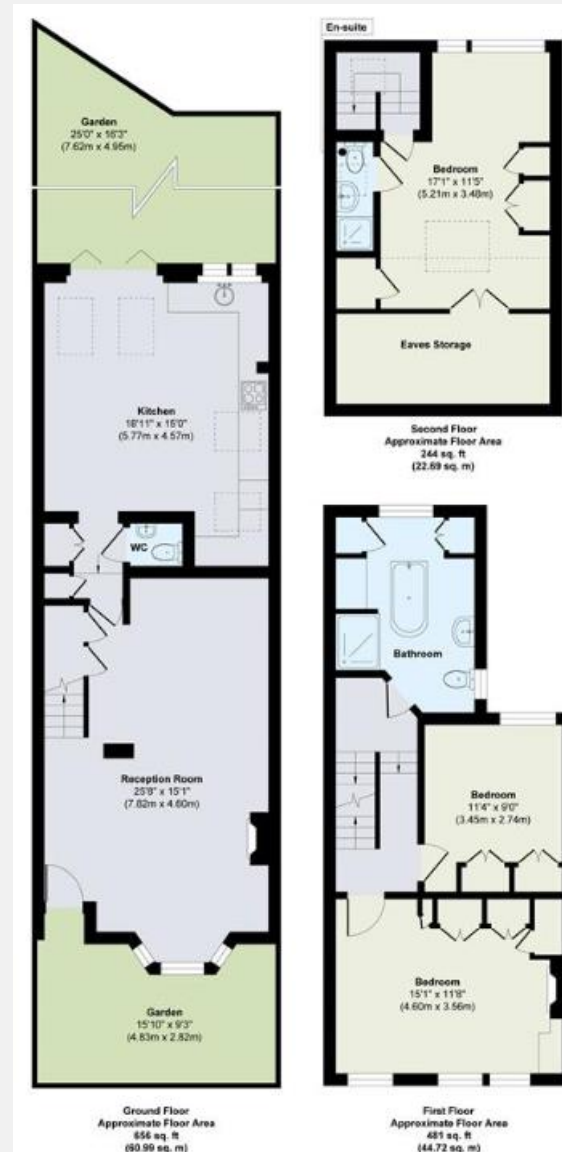 Garden
25'0" x 16'3"
(7.62m x 4.95m)
Kitchen
18'11" x 15'0"
(5.77m x 4.57m)
WC
Reception Room
25'8" x 15'1"
(7.82m x 4.60m)
Garden
15'10" x 9'3"
(4.83m x 2.82m)
Ground Floor
Approximate Floor Area
656 sq. ft
(60.99 sq. m)
En-suite
Bedroom
17'1" x 11'5"
(5.21m x 3.48m)
Eaves Storage
Second Floor
Approximate Floor Area
244 sq. ft
(22.69 sq. m)
Bathroom
Bedroom
11'4" x 9'0"
(3.45m x 2.74m)
Bedroom
15'1" x 11'8"
(4.60m x 3.56m)
First Floor
Approximate Floor Area
481 sq. ft
(44.72 sq. m)